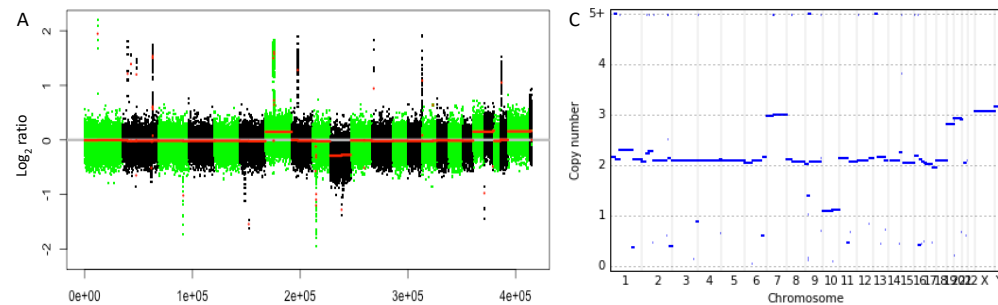 A
Log2 ratio
2
1
0
-1
-2
0e+00
1e+05
2e+05
3e+05
4e+05
C
Copy number
5+
4
3
2
1
0
1 2 3 4 5 6 7 8 9 10 11 12 13 14 15 16 17 18 19 20 21 22 X Y
Chromosome